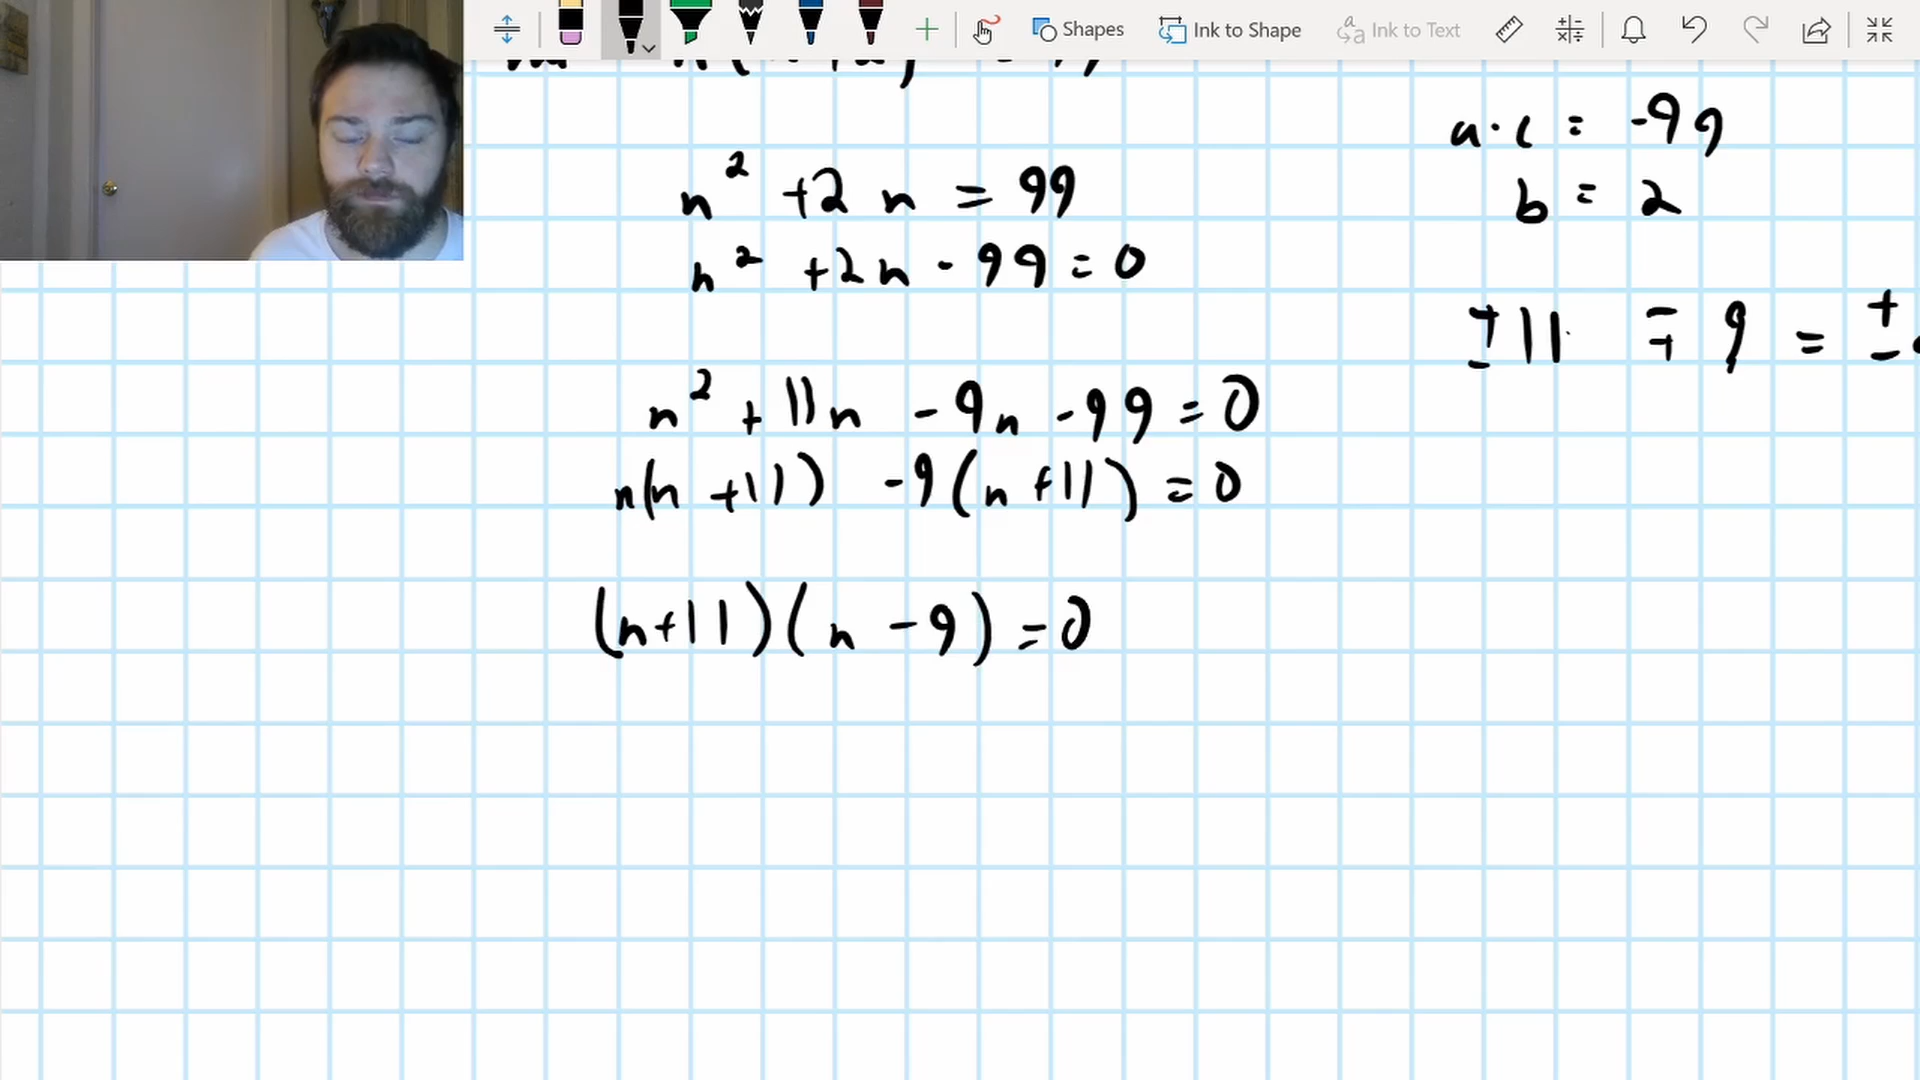 Shapes Ink to Shape Ink to Text
a·c = -99
n² +2n = 99
b = 2
n² +2n - 99 = 0
± 11 ∓ 9 = ±
n² + 11n - 9n - 99 = 0
n(n +11) -9(n +11) = 0
(n+11)(n - 9) = 0